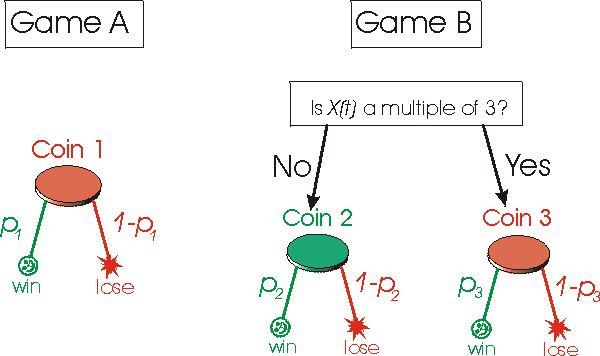 Game A
Game B
Is X(t) a multiple of 3?
No
Yes
Coin 1
p1
1-p1
win
lose
Coin 2
p2
1-p2
win
lose
Coin 3
p3
1-p3
win
lose